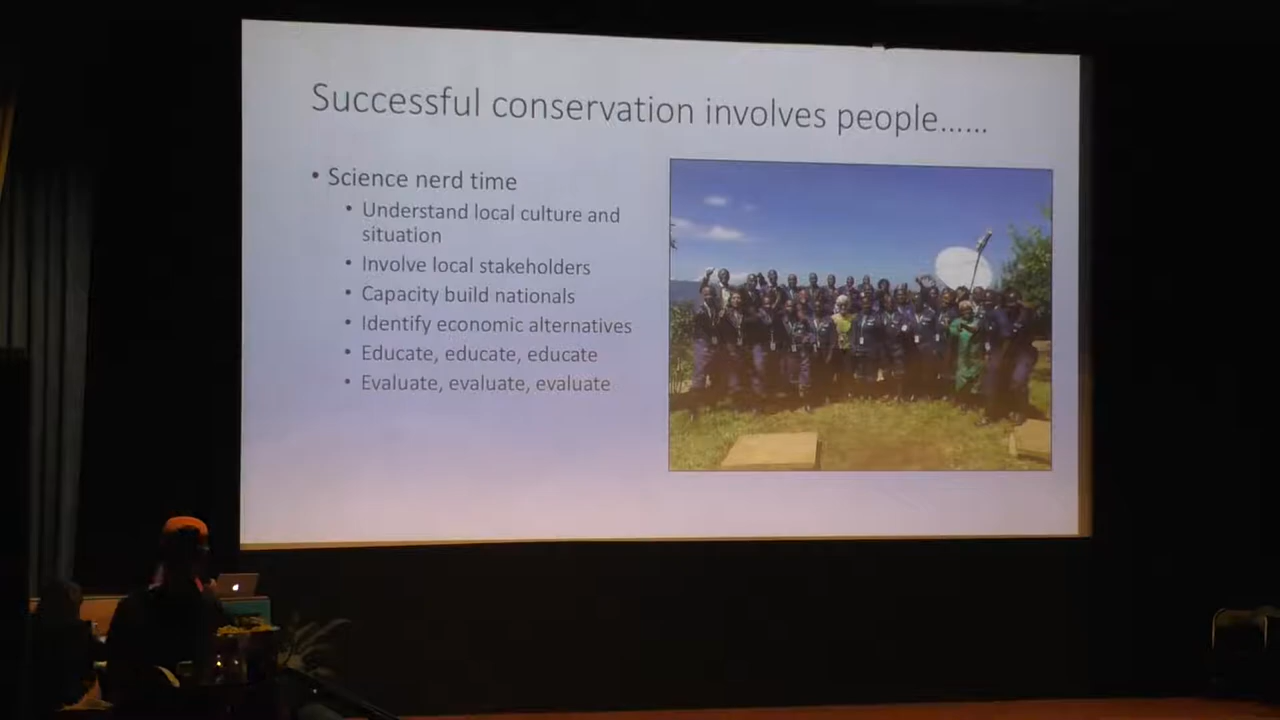 Successful conservation involves people......
• Science nerd time
• Understand local culture and
situation
• Involve local stakeholders
• Capacity build nationals
• Identify economic alternatives
• Educate, educate, educate
• Evaluate, evaluate, evaluate